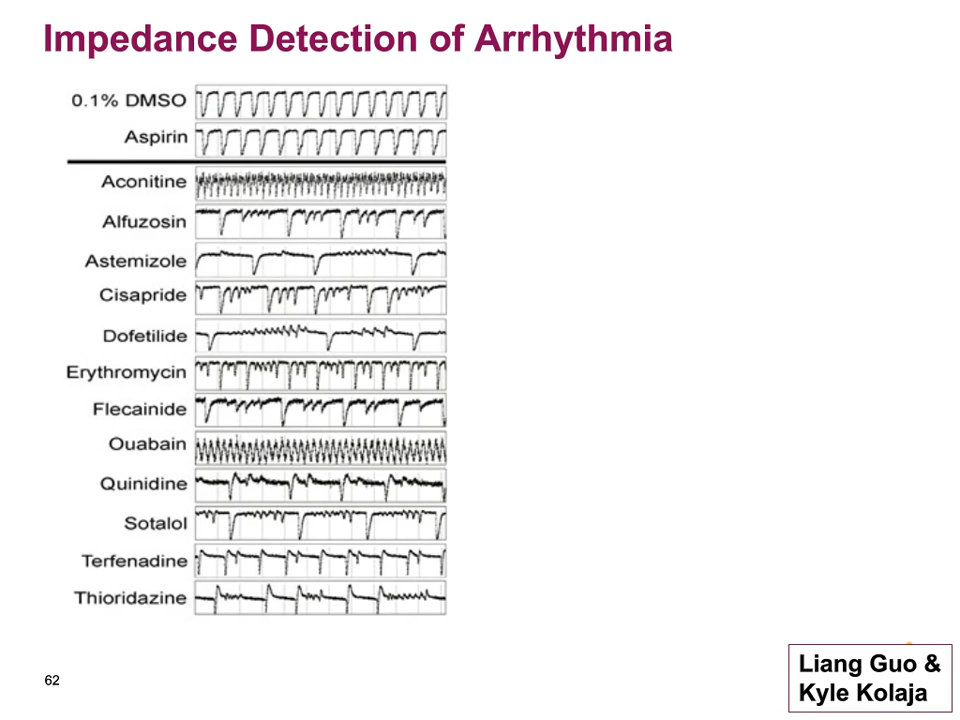 Impedance Detection of Arrhythmia
0.1% DMSO
Aspirin
Aconitine
Alfuzosin
Astemizole
Cisapride
Dofetilide
Erythromycin
Flecainide
Ouabain
Quinidine
Sotalol
Terfenadine
Thioridazine
62
Liang Guo &
Kyle Kolaja